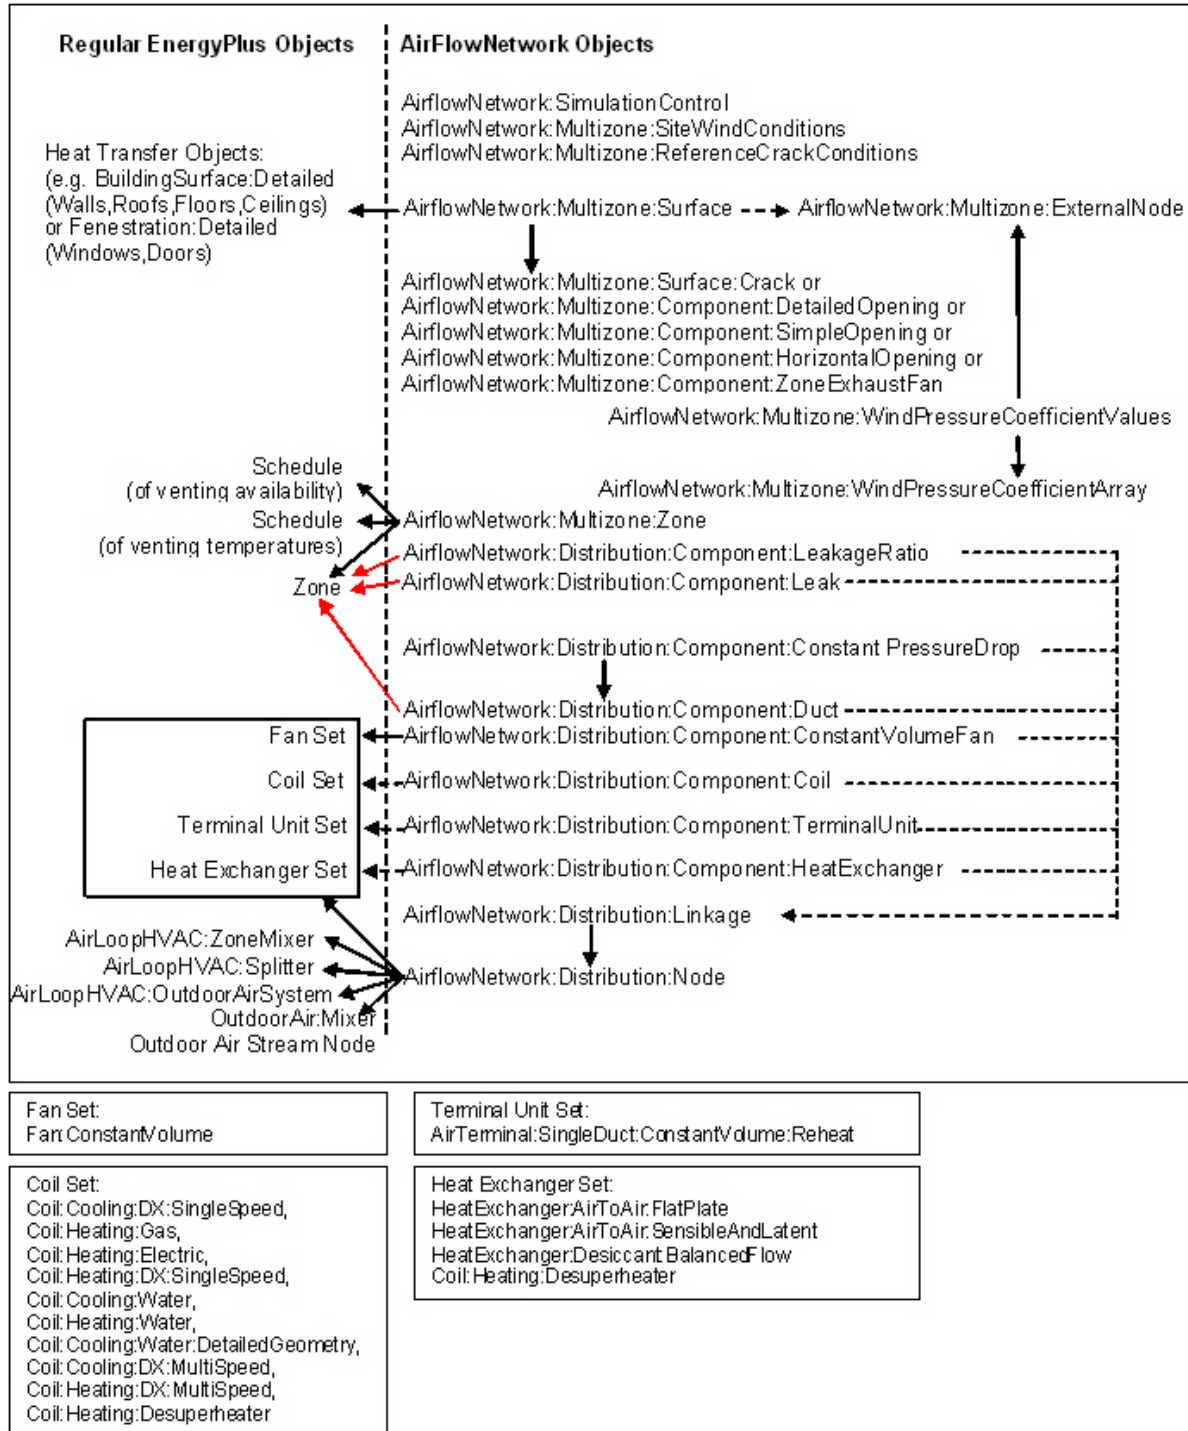 Regular EnergyPlus Objects
AirFlowNetwork Objects
AirflowNetwork:SimulationControl
AirflowNetwork:Multizone:SiteWindConditions
AirflowNetwork:Multizone:ReferenceCrackConditions
Heat Transfer Objects:
(e.g. BuildingSurface:Detailed
(Walls,Roofs,Floors,Ceilings)
or Fenestration:Detailed
(Windows,Doors)
AirflowNetwork:Multizone:Surface
AirflowNetwork:Multizone:ExternalNode
AirflowNetwork:Multizone:Surface:Crack or
AirflowNetwork:Multizone:Component:DetailedOpening or
AirflowNetwork:Multizone:Component:SimpleOpening or
AirflowNetwork:Multizone:Component:HorizontalOpening or
AirflowNetwork:Multizone:Component:ZoneExhaustFan
AirflowNetwork:Multizone:WindPressureCoefficientValues
AirflowNetwork:Multizone:WindPressureCoefficientArray
Schedule
(of venting availability)
Schedule
(of venting temperatures)
Zone
AirflowNetwork:Multizone:Zone
AirflowNetwork:Distribution:Component:LeakageRatio
AirflowNetwork:Distribution:Component:Leak
AirflowNetwork:Distribution:Component:Constant PressureDrop
AirflowNetwork:Distribution:Component:Duct
Fan Set
AirflowNetwork:Distribution:Component:ConstantVolumeFan
Coil Set
AirflowNetwork:Distribution:Component:Coil
Terminal Unit Set
AirflowNetwork:Distribution:Component:TerminalUnit
Heat Exchanger Set
AirflowNetwork:Distribution:Component:HeatExchanger
AirflowNetwork:Distribution:Linkage
AirflowNetwork:Distribution:Node
AirLoopHVAC:ZoneMixer
AirLoopHVAC:Splitter
AirLoopHVAC:OutdoorAirSystem
OutdoorAir:Mixer
Outdoor Air Stream Node
Fan Set:
Fan:ConstantVolume
Terminal Unit Set:
AirTerminal:SingleDuct:ConstantVolume:Reheat
Coil Set:
Coil:Cooling:DX:SingleSpeed,
Coil:Heating:Gas,
Coil:Heating:Electric,
Coil:Heating:DX:SingleSpeed,
Coil:Cooling:Water,
Coil:Heating:Water,
Coil:Cooling:Water:DetailedGeometry,
Coil:Cooling:DX:MultiSpeed,
Coil:Heating:DX:MultiSpeed,
Coil:Heating:Desuperheater
Heat Exchanger Set:
HeatExchanger:AirToAir:FlatPlate
HeatExchanger:AirToAir:SensibleAndLatent
HeatExchanger:Desiccant:BalancedFlow
Coil:Heating:Desuperheater